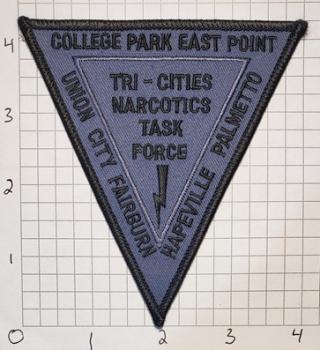 COLLEGE PARK EAST POINT
UNION CITY FAIRBURN
HAPEVILLE PALMETTO
TRI-CITIES
NARCOTICS
TASK
FORCE
4
3
2
1
0
1
2
3
4